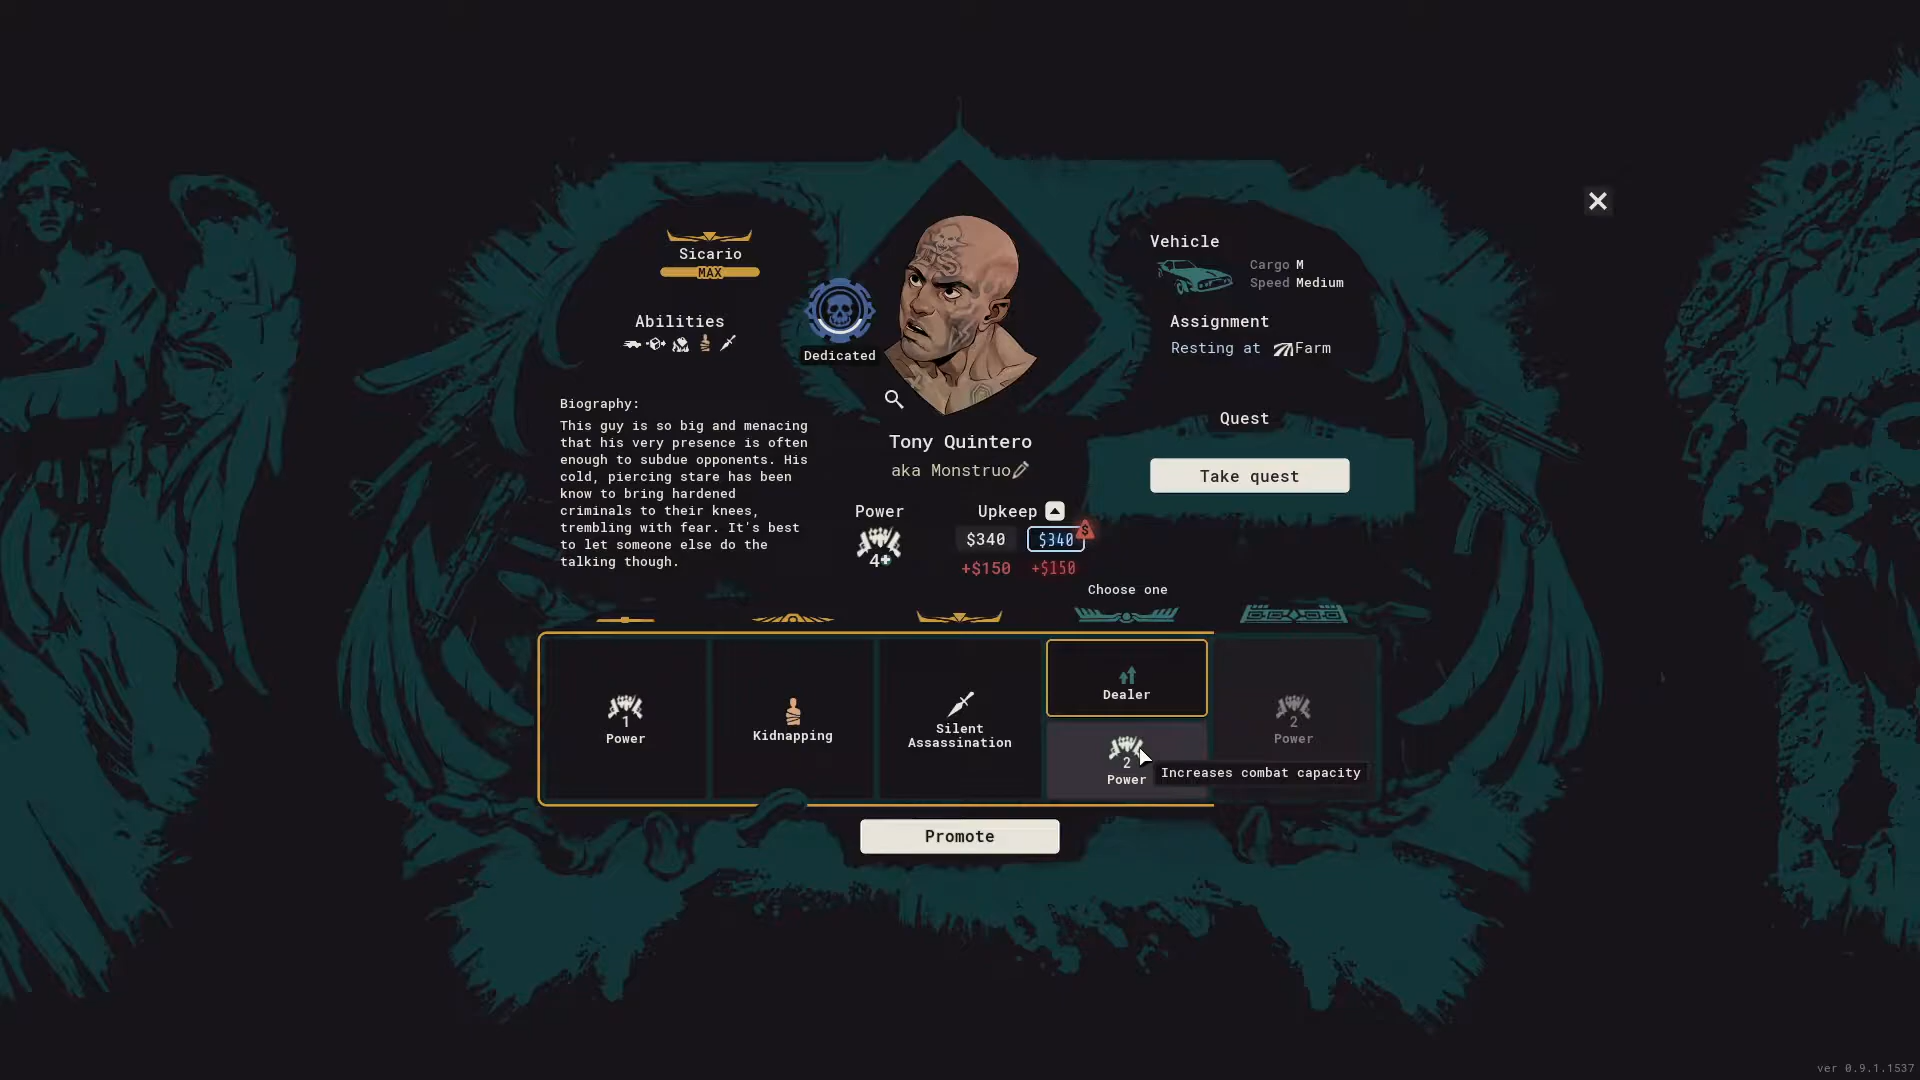 Sicario
MAX
Abilities
Dedicated
Biography:
This guy is so big and menacing
that his very presence is often
enough to subdue opponents. His
cold, piercing stare has been
know to bring hardened
criminals to their knees,
trembling with fear. It's best
to let someone else do the
talking though.
Tony Quintero
aka Monstruo
Power
4+
Upkeep
$340 $340 $
+$150 +$150
Vehicle
Cargo M
Speed Medium
Assignment
Resting at Farm
Quest
Take quest
Choose one
1
Power
Kidnapping
Silent
Assassination
Dealer
2
Power
Increases combat capacity
2
Power
Promote
ver 0.9.1.1537